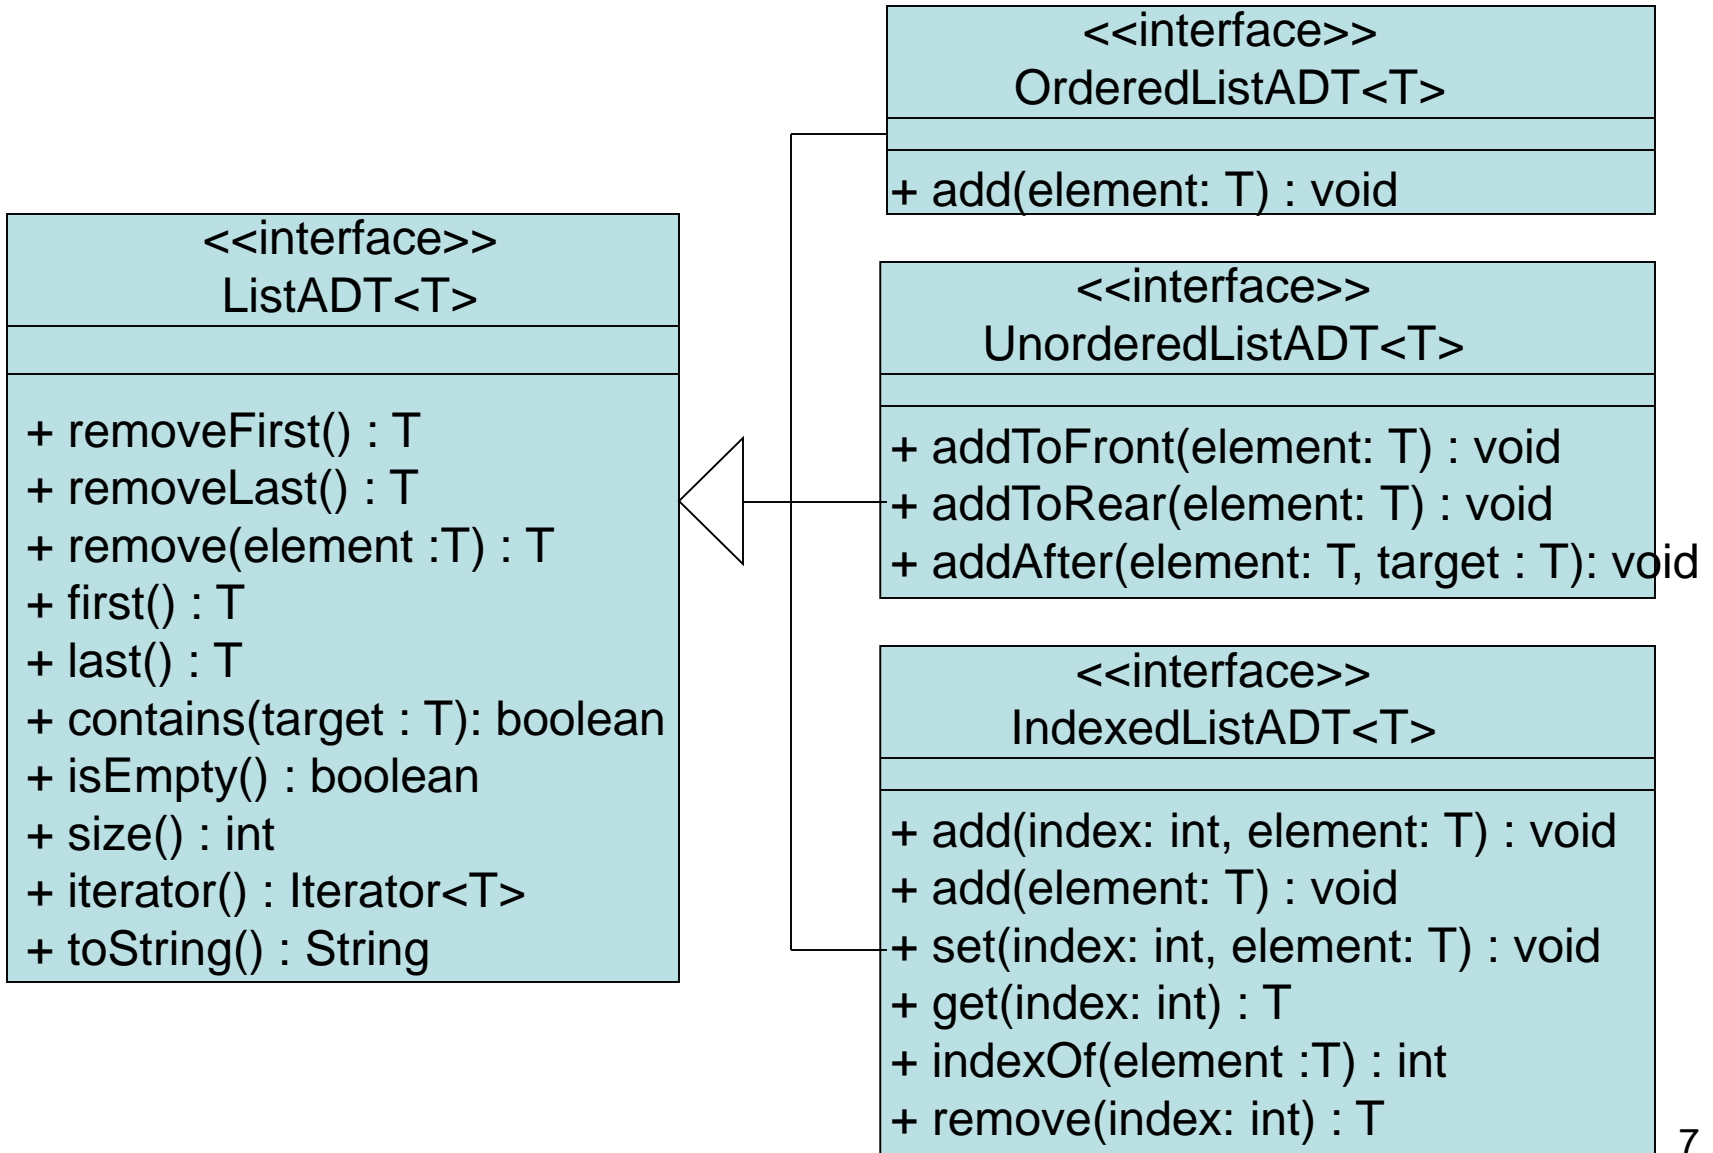 <<interface>>
ListADT<T>
+ removeFirst() : T
+ removeLast() : T
+ remove(element :T) : T
+ first() : T
+ last() : T
+ contains(target : T): boolean
+ isEmpty() : boolean
+ size() : int
+ iterator() : Iterator<T>
+ toString() : String
<<interface>>
OrderedListADT<T>
+ add(element: T) : void
<<interface>>
UnorderedListADT<T>
+ addToFront(element: T) : void
+ addToRear(element: T) : void
+ addAfter(element: T, target : T): void
<<interface>>
IndexedListADT<T>
+ add(index: int, element: T) : void
+ add(element: T) : void
+ set(index: int, element: T) : void
+ get(index: int) : T
+ indexOf(element :T) : int
+ remove(index: int) : T
7